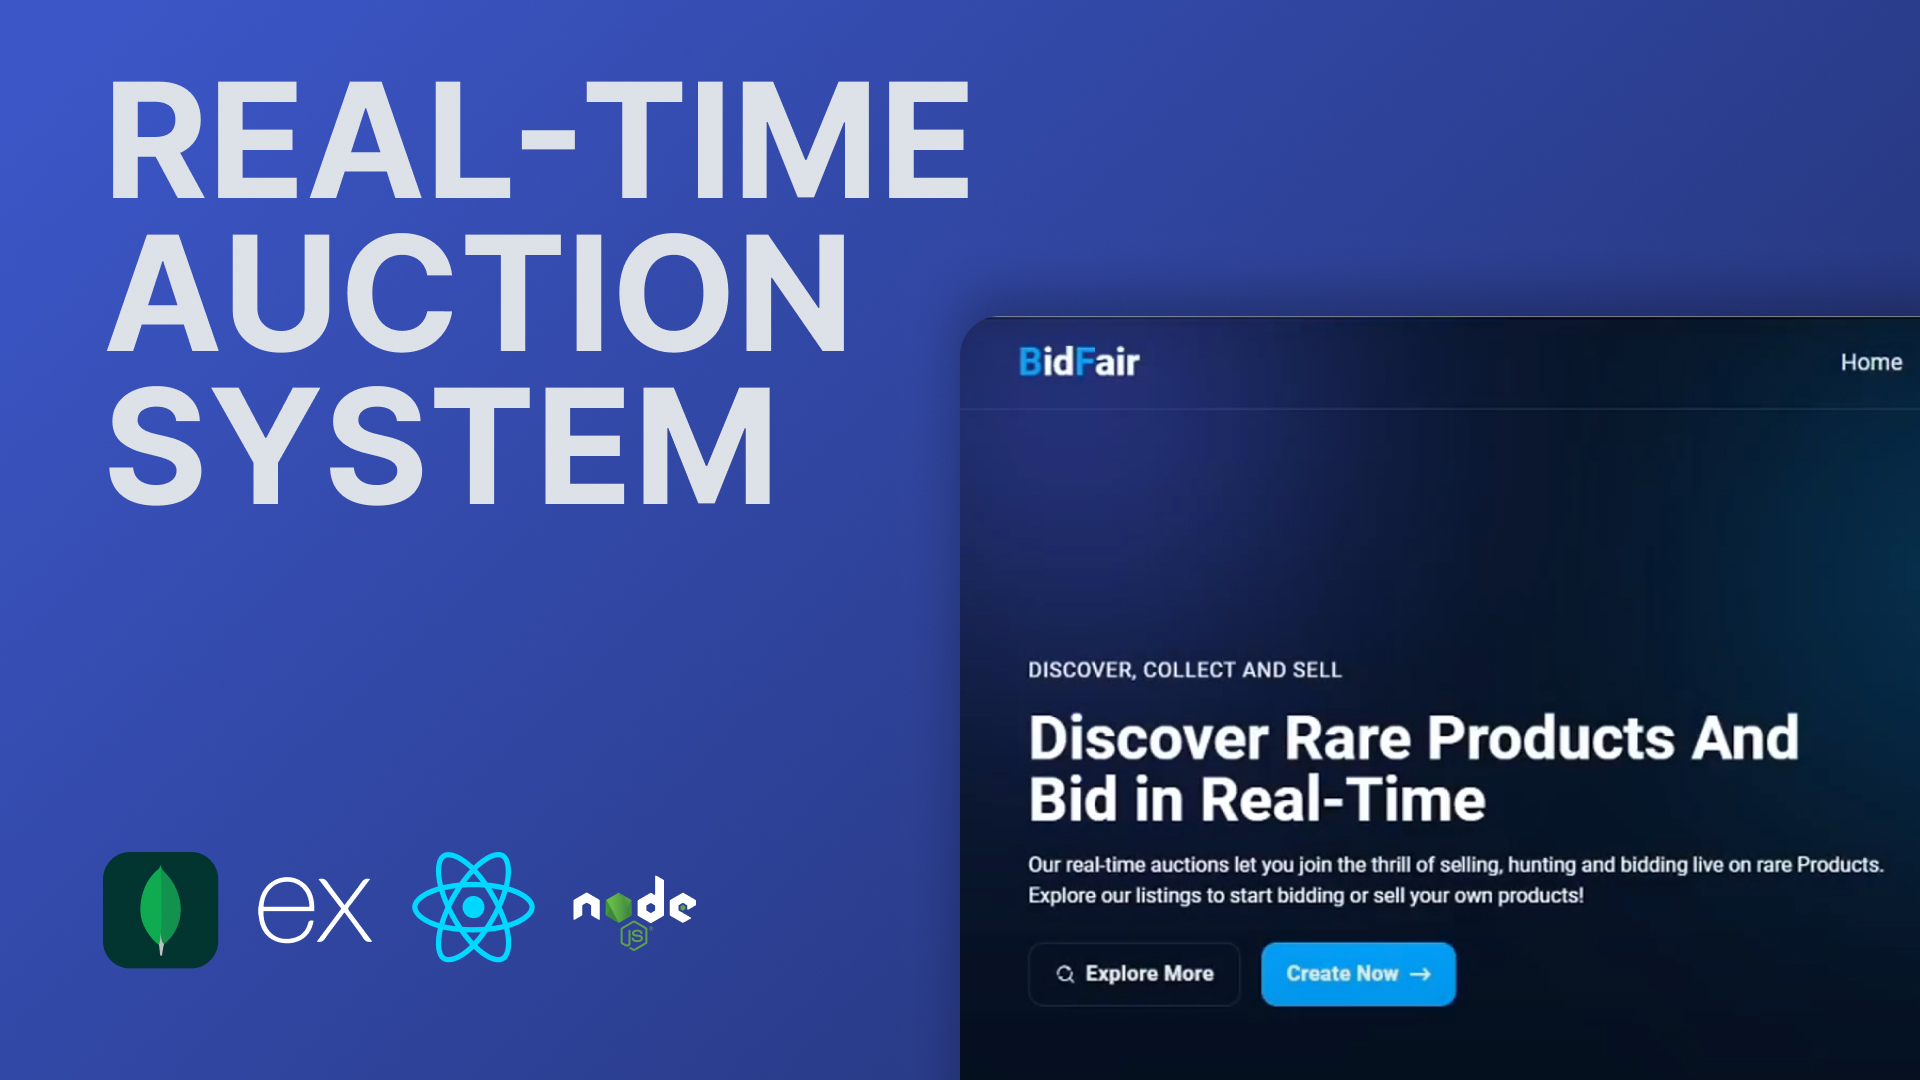 REAL-TIME
AUCTION
SYSTEM
ex
node
JS
BidFair
Home
DISCOVER, COLLECT AND SELL
Discover Rare Products And
Bid in Real-Time
Our real-time auctions let you join the thrill of selling, hunting and bidding live on rare Products.
Explore our listings to start bidding or sell your own products!
Explore More
Create Now →